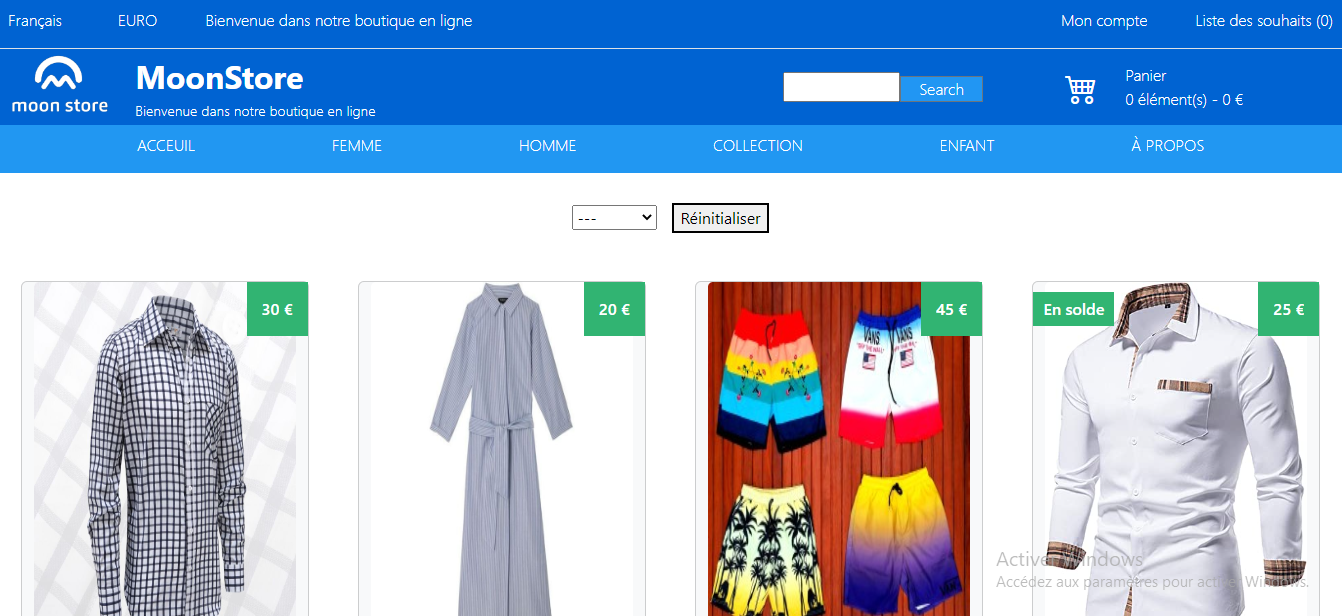 Français EURO Bienvenue dans notre boutique en ligne Mon compte Liste des souhaits (0)
moon store
MoonStore
Bienvenue dans notre boutique en ligne
Search
Panier
0 élément(s) - 0 €
ACCEUIL FEMME HOMME COLLECTION ENFANT À PROPOS
--- Réinitialiser
30 €
20 €
45 €
En solde 25 €
VANS
VANS
Activer Windows
Accédez aux paramètres pour activer Windows.